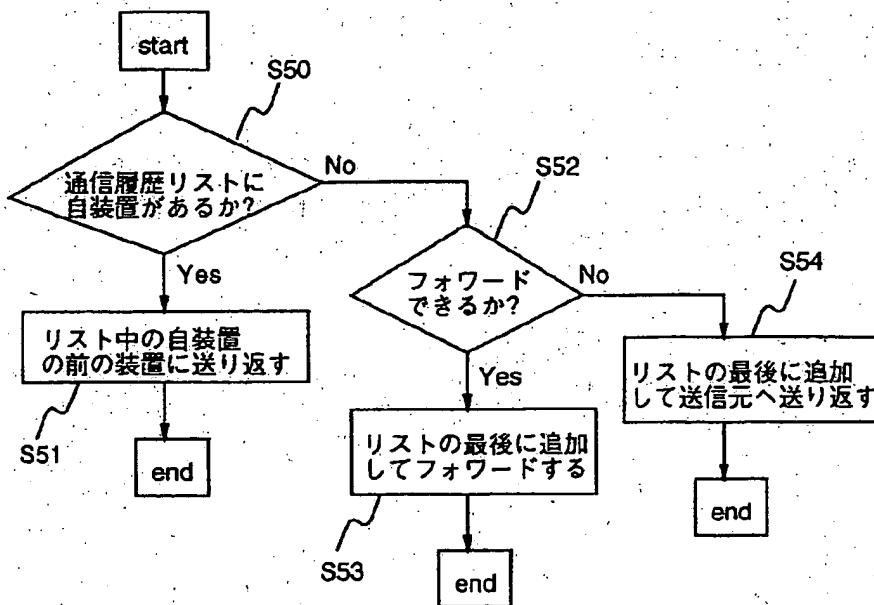 start
S50
通信履歴リストに
自装置があるか?
No
Yes
S52
フォワード
できるか?
No
Yes
S54
リスト中の自装置
の前の装置に送り返す
S51
end
リストの最後に追加
してフォワードする
S53
end
リストの最後に追加
して送信元へ送り返す
end